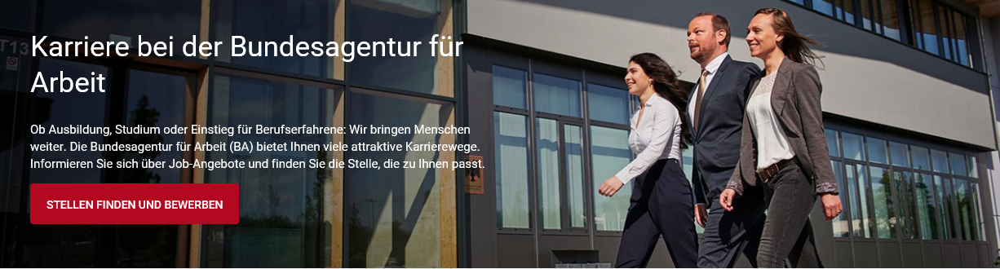 Karriere bei der Bundesagentur für
Arbeit
Ob Ausbildung, Studium oder Einstieg für Berufserfahrene: Wir bringen Menschen
weiter. Die Bundesagentur für Arbeit (BA) bietet Ihnen viele attraktive Karrierewege.
Informieren Sie sich über Job-Angebote und finden Sie die Stelle, die zu Ihnen passt.
STELLEN FINDEN UND BEWERBEN
T13